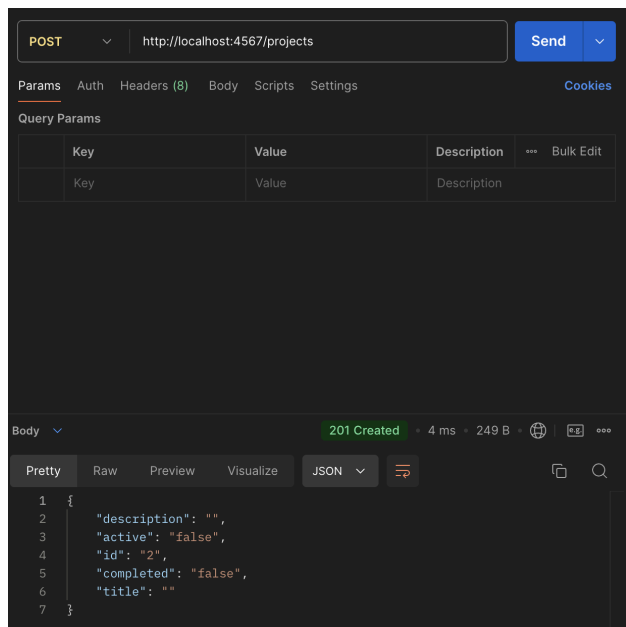 POST http://localhost:4567/projects Send
Params Auth Headers (8) Body Scripts Settings Cookies
Query Params
Key Value Description Bulk Edit
Key Value Description
Body 201 Created 4 ms 249 B e.g.
Pretty Raw Preview Visualize JSON
1 {
2 "description": "",
3 "active": "false",
4 "id": "2",
5 "completed": "false",
6 "title": ""
7 }